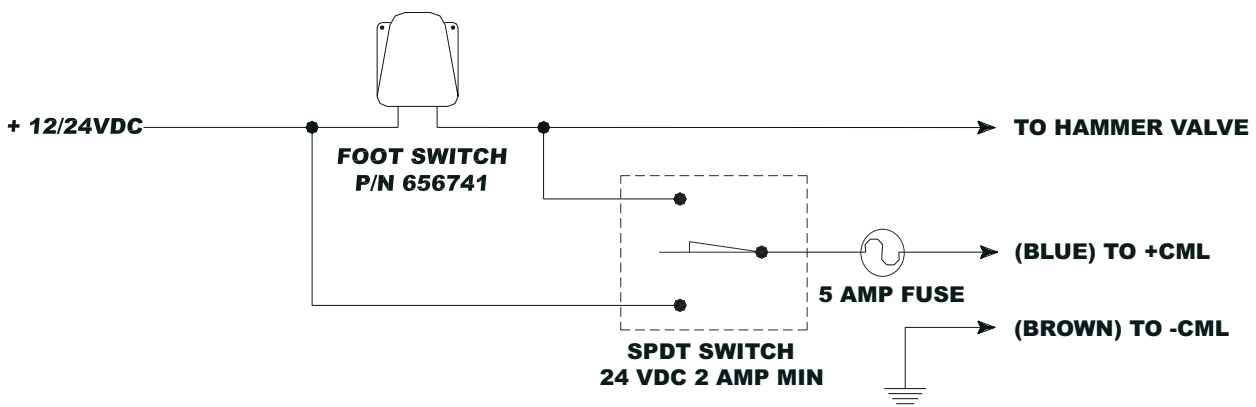 + 12/24VDC
FOOT SWITCH
P/N 656741
TO HAMMER VALVE
(BLUE) TO +CML
5 AMP FUSE
(BROWN) TO -CML
SPDT SWITCH
24 VDC 2 AMP MIN